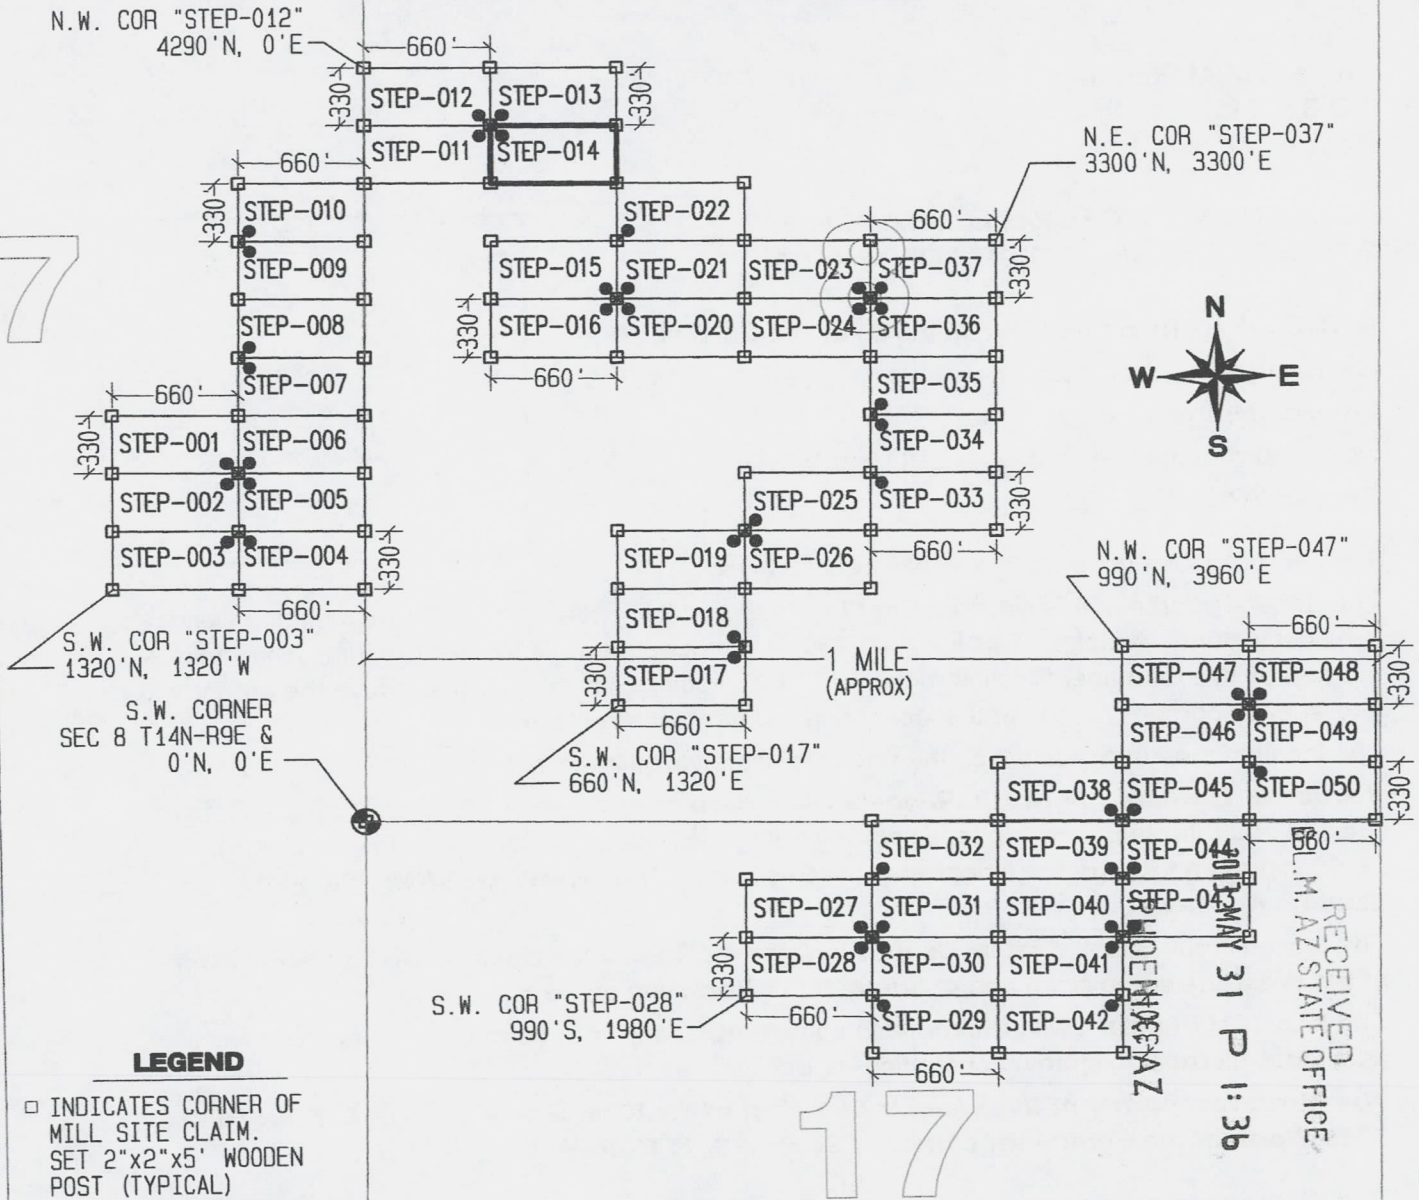 N.W. COR "STEP-012"
4290'N, 0'E
660'
330
STEP-012 STEP-013
330
STEP-011 STEP-014
N.E. COR "STEP-037"
3300'N, 3300'E
660'
330
STEP-010
STEP-022
660'
7
STEP-009
STEP-015 STEP-021 STEP-023 STEP-037
8
330
STEP-008
330
STEP-016 STEP-020 STEP-024 STEP-036
N
W E
S
STEP-007
660'
STEP-035
660'
330
STEP-001 STEP-006
STEP-034
STEP-002 STEP-005
STEP-025 STEP-033
330
STEP-003 STEP-004
330
STEP-019 STEP-026
660'
N.W. COR "STEP-047"
990'N, 3960'E
660'
STEP-018
660'
S.W. COR "STEP-003"
1320'N, 1320'W
1 MILE
(APPROX)
330
STEP-017
STEP-047 STEP-048
330
660'
S.W. CORNER
SEC 8 T14N-R9E &
0'N, 0'E
STEP-046 STEP-049
S.W. COR "STEP-017"
660'N, 1320'E
STEP-038 STEP-045 STEP-050
330
STEP-032 STEP-039 STEP-044
660'
STEP-027 STEP-031 STEP-040 STEP-043
330
STEP-028 STEP-030 STEP-041
S.W. COR "STEP-028"
990'S, 1980'E
660'
STEP-029 STEP-042
660'
17
RECEIVED
B.L.M. AZ STATE OFFICE
2013 MAY 31 P 1:36
PHOENIX, AZ
LEGEND
INDICATES CORNER OF
MILL SITE CLAIM.
SET 2"x2"x5' WOODEN
POST (TYPICAL)